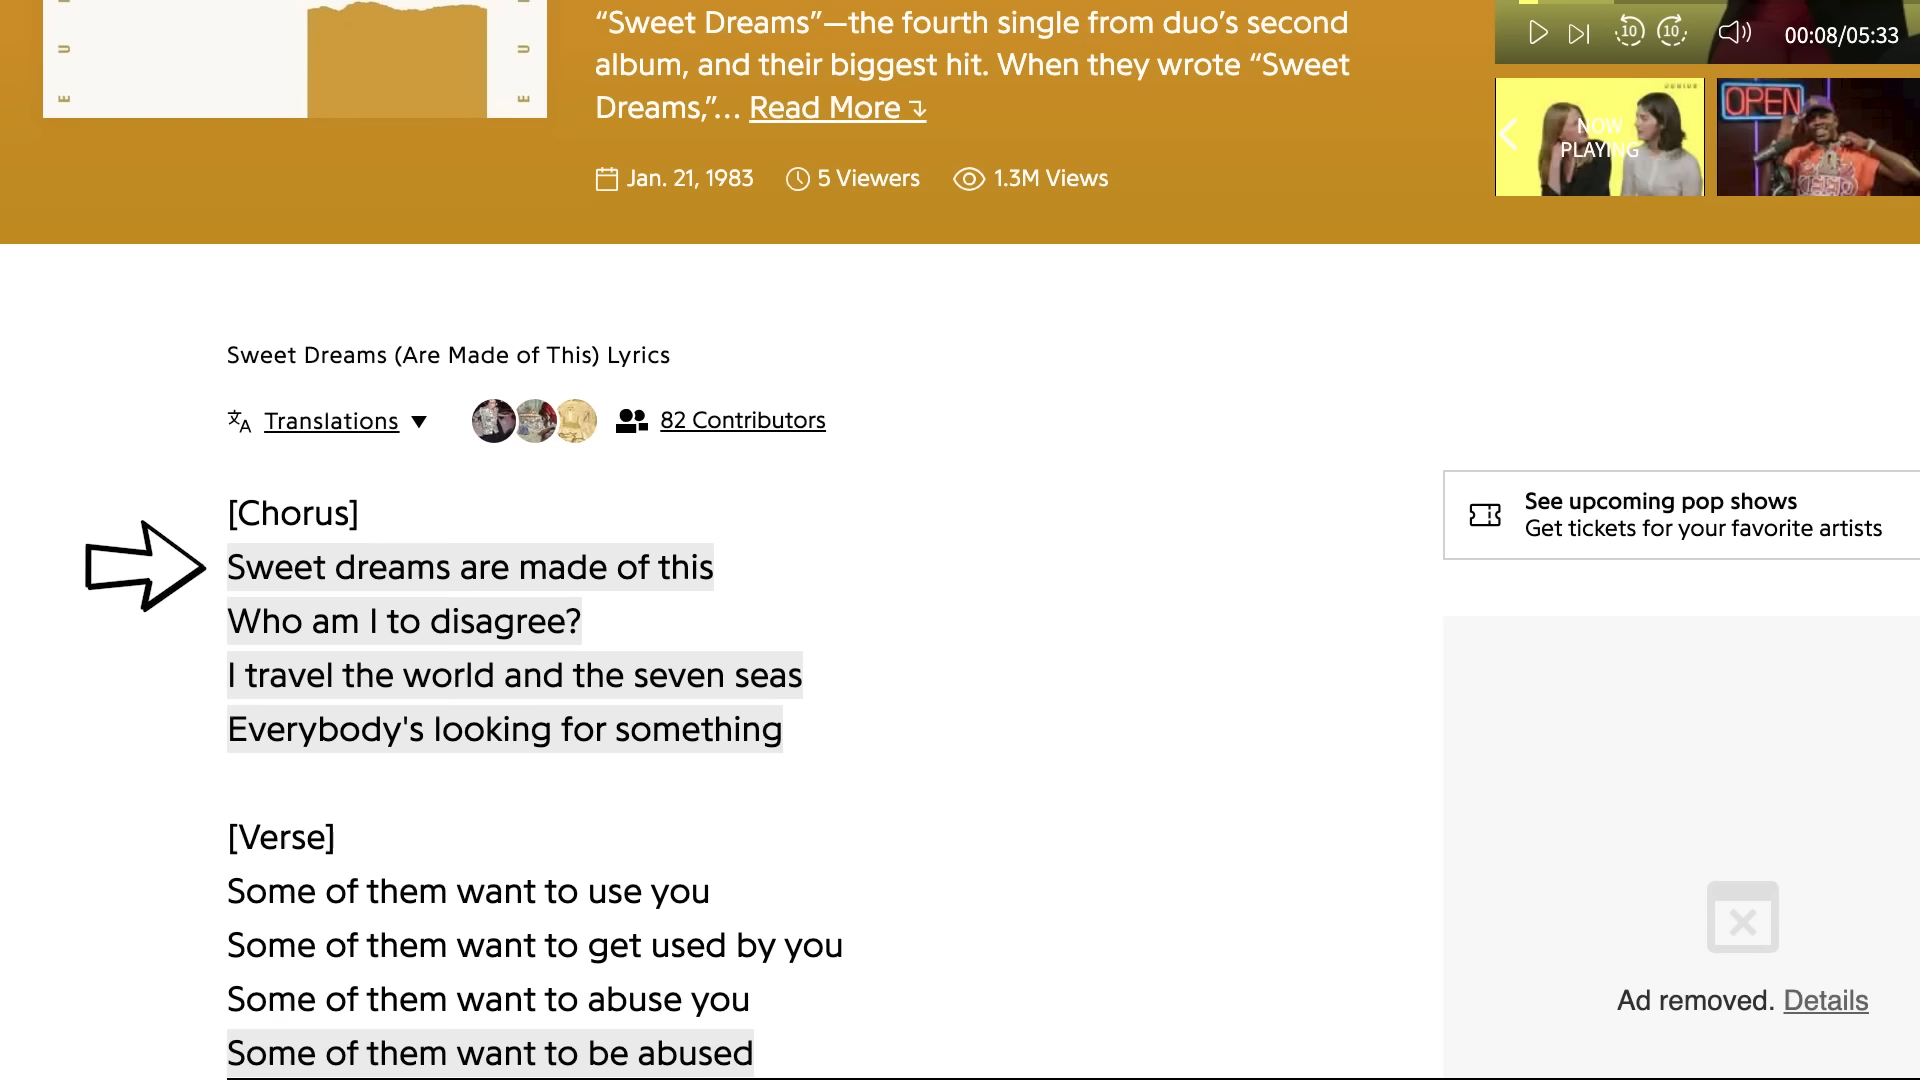 U
E
U
E
“Sweet Dreams”—the fourth single from duo’s second
album, and their biggest hit. When they wrote “Sweet
Dreams,”… Read More
Jan. 21, 1983
5 Viewers
1.3M Views
10
10
00:08/05:33
GENIUS
NOW
PLAYING
OPEN
Sweet Dreams (Are Made of This) Lyrics
Translations
82 Contributors
[Chorus]
Sweet dreams are made of this
Who am I to disagree?
I travel the world and the seven seas
Everybody's looking for something
[Verse]
Some of them want to use you
Some of them want to get used by you
Some of them want to abuse you
Some of them want to be abused
See upcoming pop shows
Get tickets for your favorite artists
Ad removed. Details